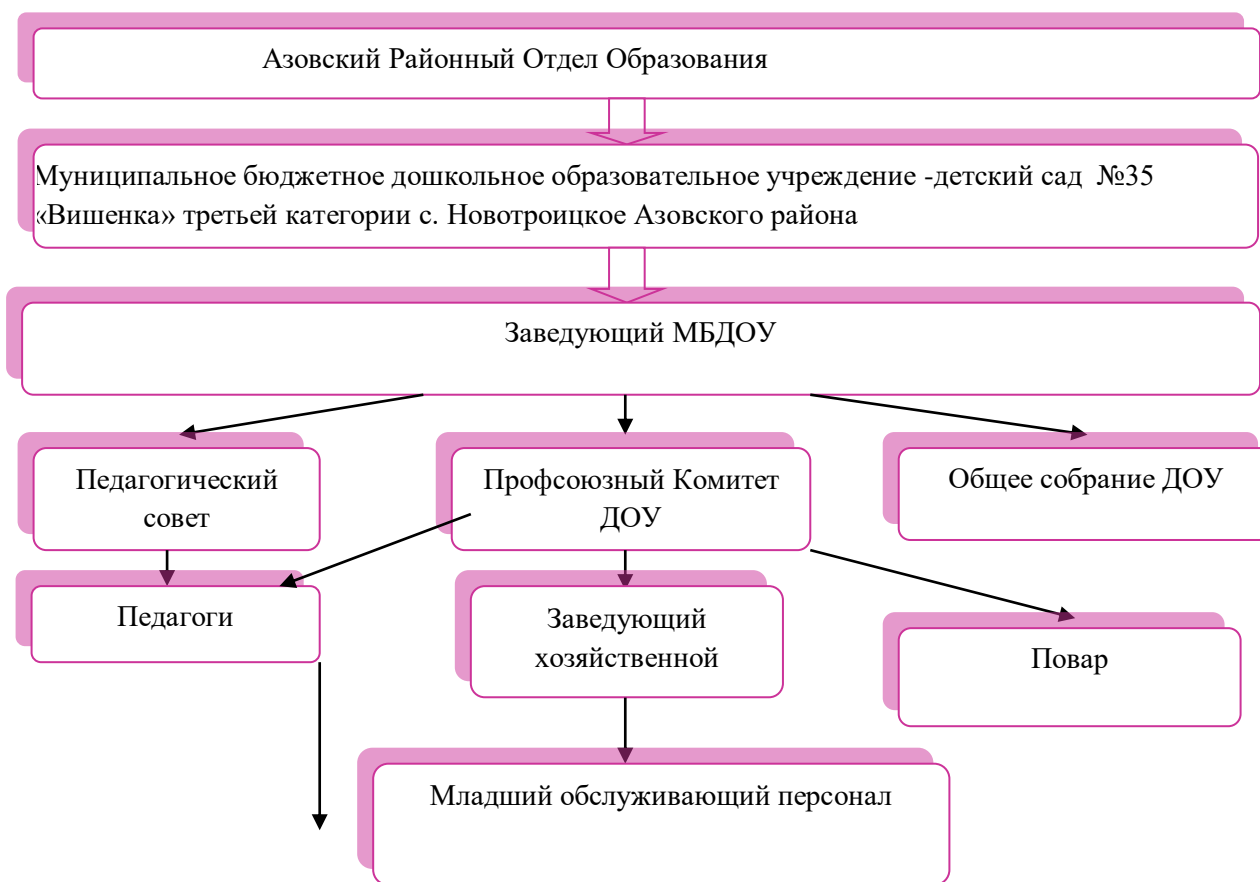 Азовский Районный Отдел Образования
Муниципальное бюджетное дошкольное образовательное учреждение -детский сад №35
«Вишенка» третьей категории с. Новотроицкое Азовского района
Заведующий МБДОУ
Педагогический
совет
Профсоюзный Комитет
ДОУ
Общее собрание ДОУ
Педагоги
Заведующий
хозяйственной
Повар
Младший обслуживающий персонал